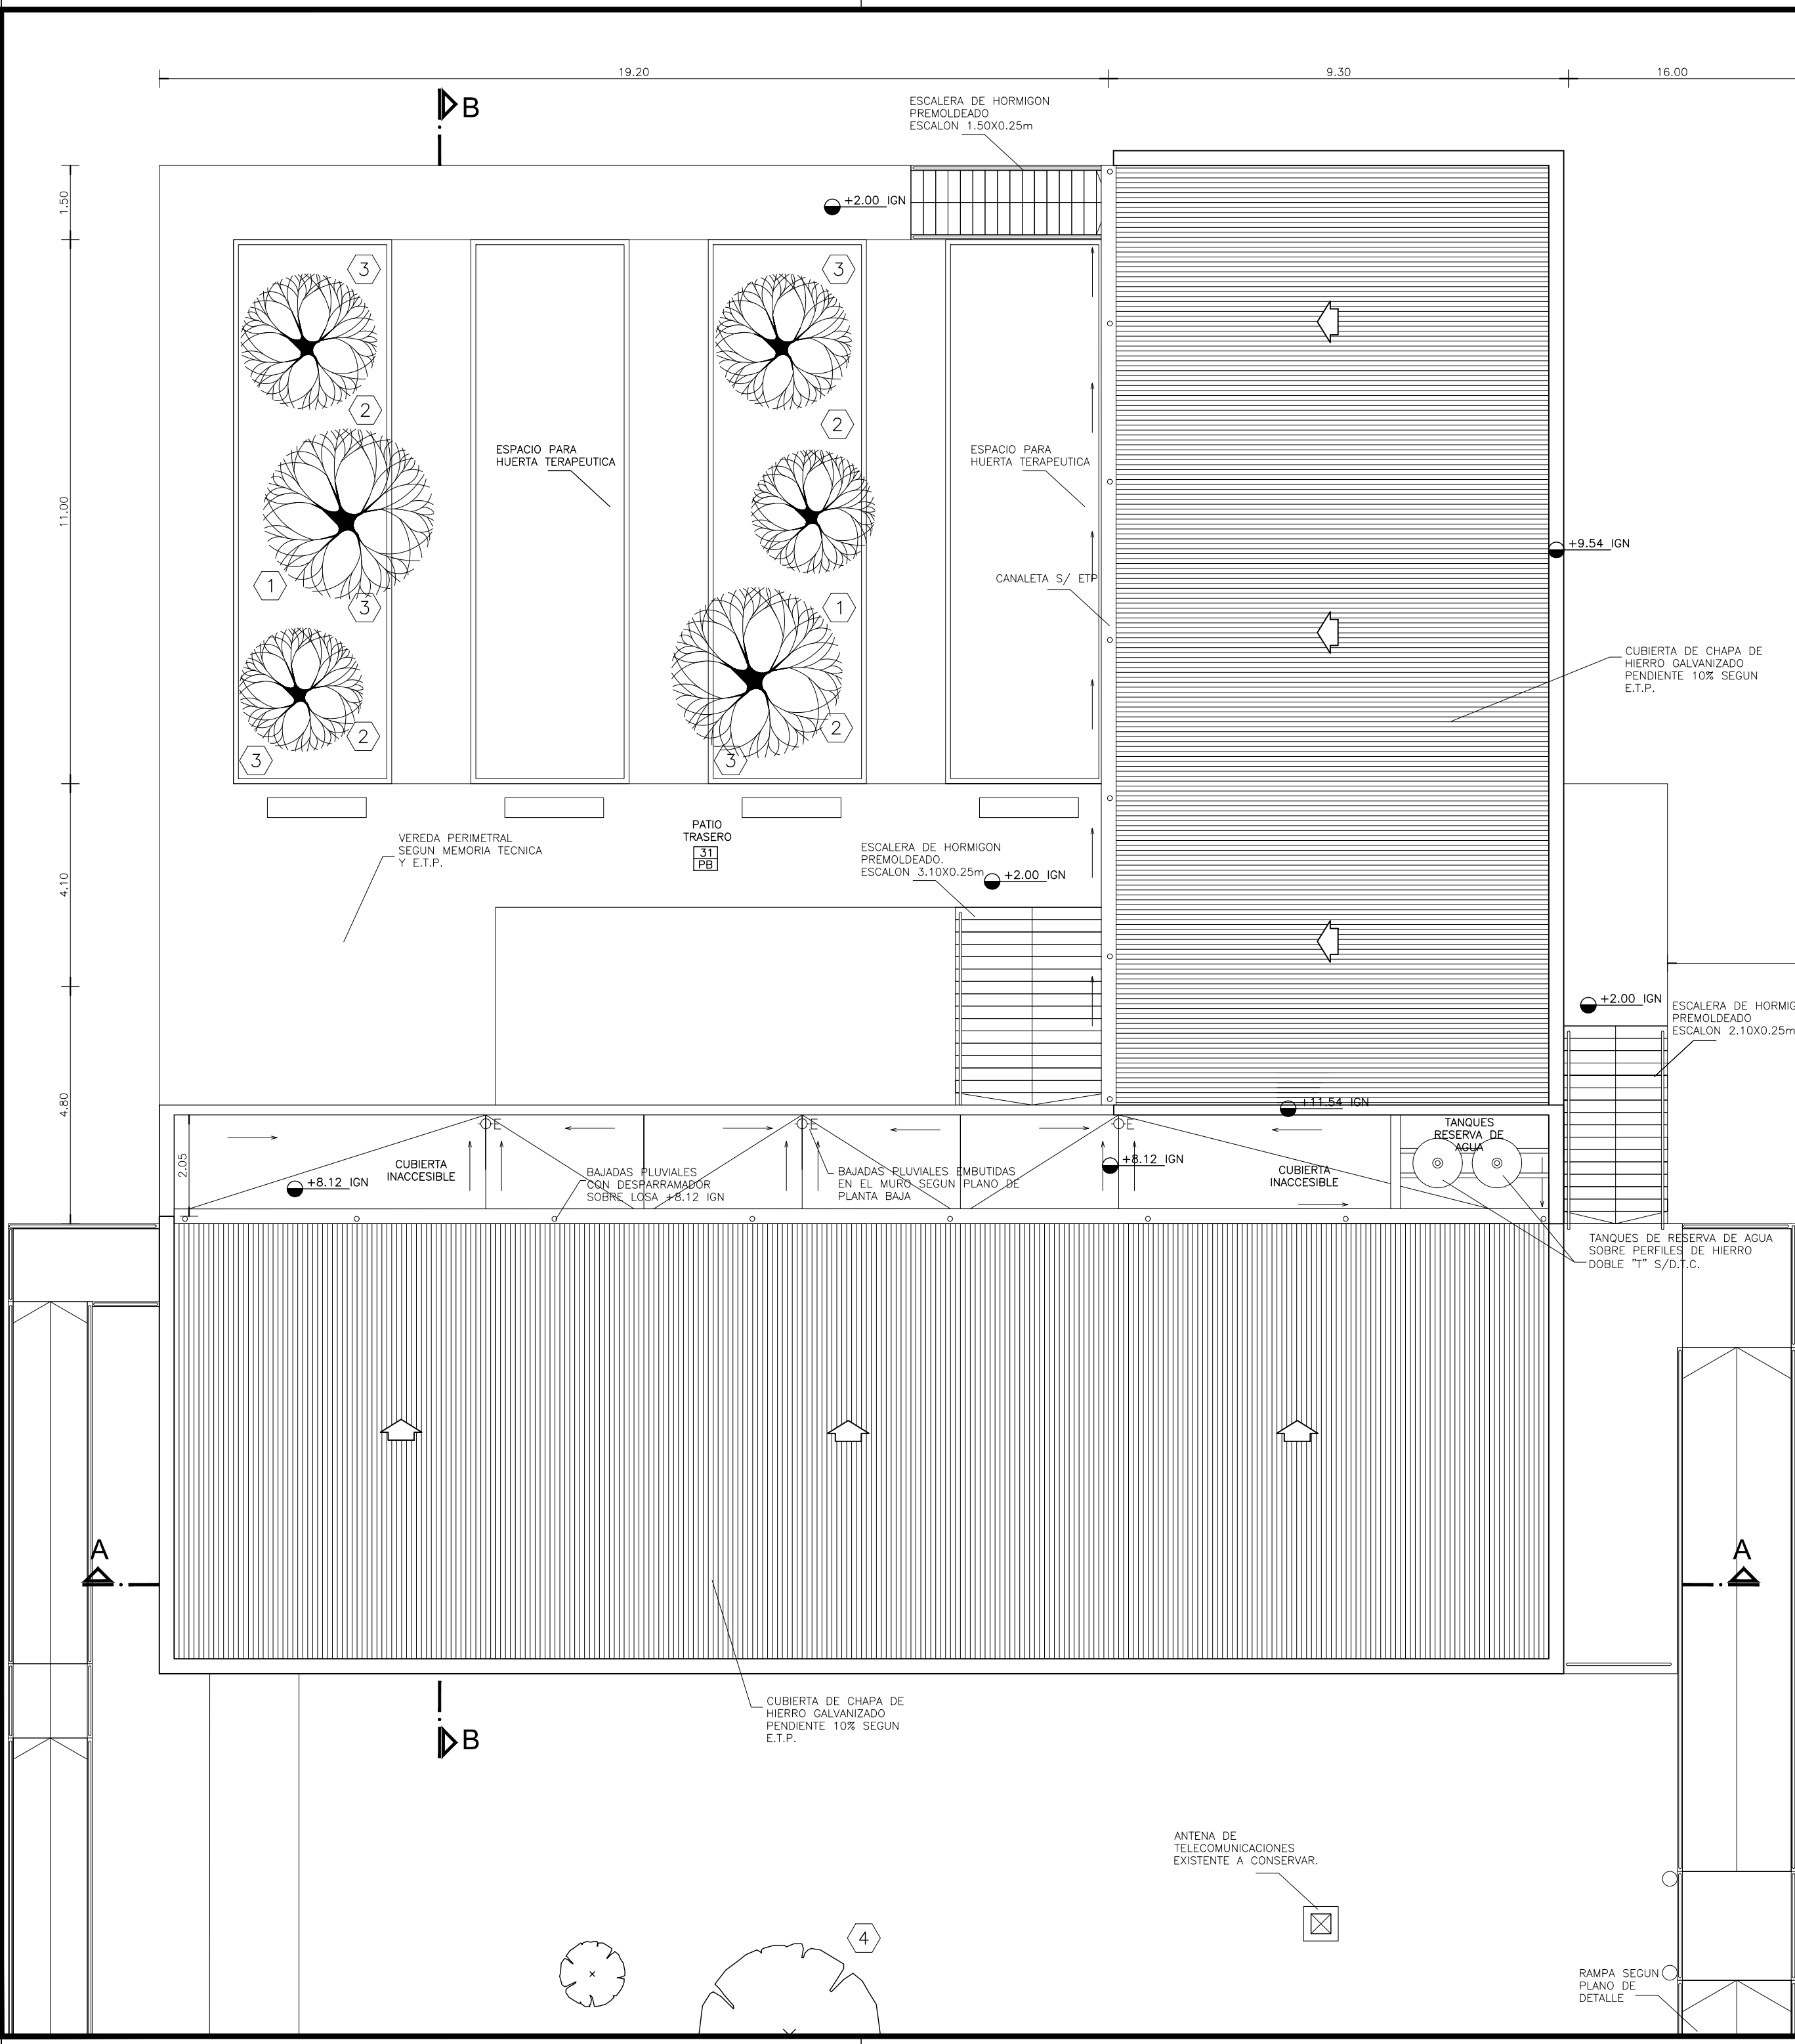 19.20
9.30
16.00
B
ESCALERA DE HORMIGON
PREMOLDEADO
ESCALON 1.50X0.25m
1.50
+2.00 IGN
3
3
2
2
ESPACIO PARA
HUERTA TERAPEUTICA
ESPACIO PARA
HUERTA TERAPEUTICA
11.00
+9.54 IGN
1
3
CANALETA S/ ETP
1
CUBIERTA DE CHAPA DE
HIERRO GALVANIZADO
PENDIENTE 10% SEGUN
E.T.P.
2
2
3
3
VEREDA PERIMETRAL
SEGUN MEMORIA TECNICA
Y E.T.P.
PATIO
TRASERO
31
PB
ESCALERA DE HORMIGON
PREMOLDEADO.
ESCALON 3.10X0.25m
+2.00 IGN
4.10
+2.00 IGN
ESCALERA DE HORMIG
PREMOLDEADO
ESCALON 2.10X0.25m
4.80
+11.54 IGN
E
E
E
TANQUES
RESERVA DE
AGUA
2.05
CUBIERTA
INACCESIBLE
+8.12 IGN
BAJADAS PLUVIALES
CON DESPARRAMADOR
SOBRE LOSA +8.12 IGN
BAJADAS PLUVIALES EMBUTIDAS
EN EL MURO SEGUN PLANO DE
PLANTA BAJA
+8.12 IGN
CUBIERTA
INACCESIBLE
TANQUES DE RESERVA DE AGUA
SOBRE PERFILES DE HIERRO
DOBLE "T" S/D.T.C.
A
A
CUBIERTA DE CHAPA DE
HIERRO GALVANIZADO
PENDIENTE 10% SEGUN
E.T.P.
B
ANTENA DE
TELECOMUNICACIONES
EXISTENTE A CONSERVAR.
4
RAMPA SEGUN
PLANO DE
DETALLE